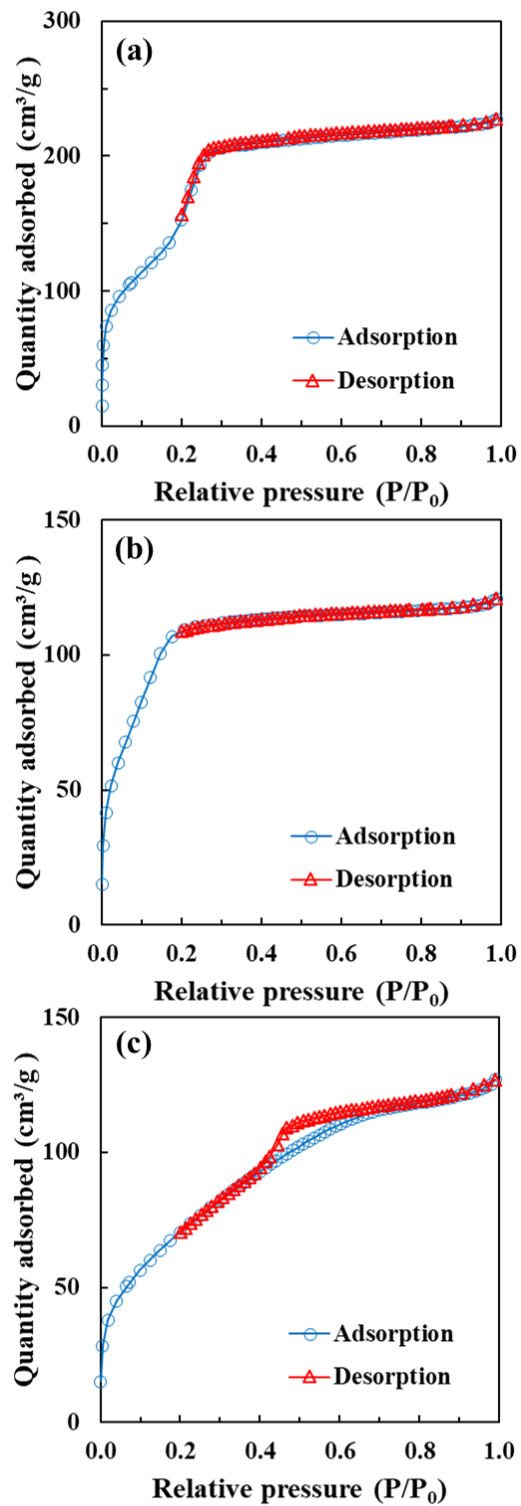 (a)
Quantity adsorbed (cm³/g )
300
200
100
0
Adsorption
Desorption
0.0 0.2 0.4 0.6 0.8 1.0
Relative pressure (P/P₀)
(b)
Quantity adsorbed (cm³/g )
150
100
50
0
Adsorption
Desorption
0.0 0.2 0.4 0.6 0.8 1.0
Relative pressure (P/P₀)
(c)
Quantity adsorbed (cm³/g )
150
100
50
0
Adsorption
Desorption
0.0 0.2 0.4 0.6 0.8 1.0
Relative pressure (P/P₀)